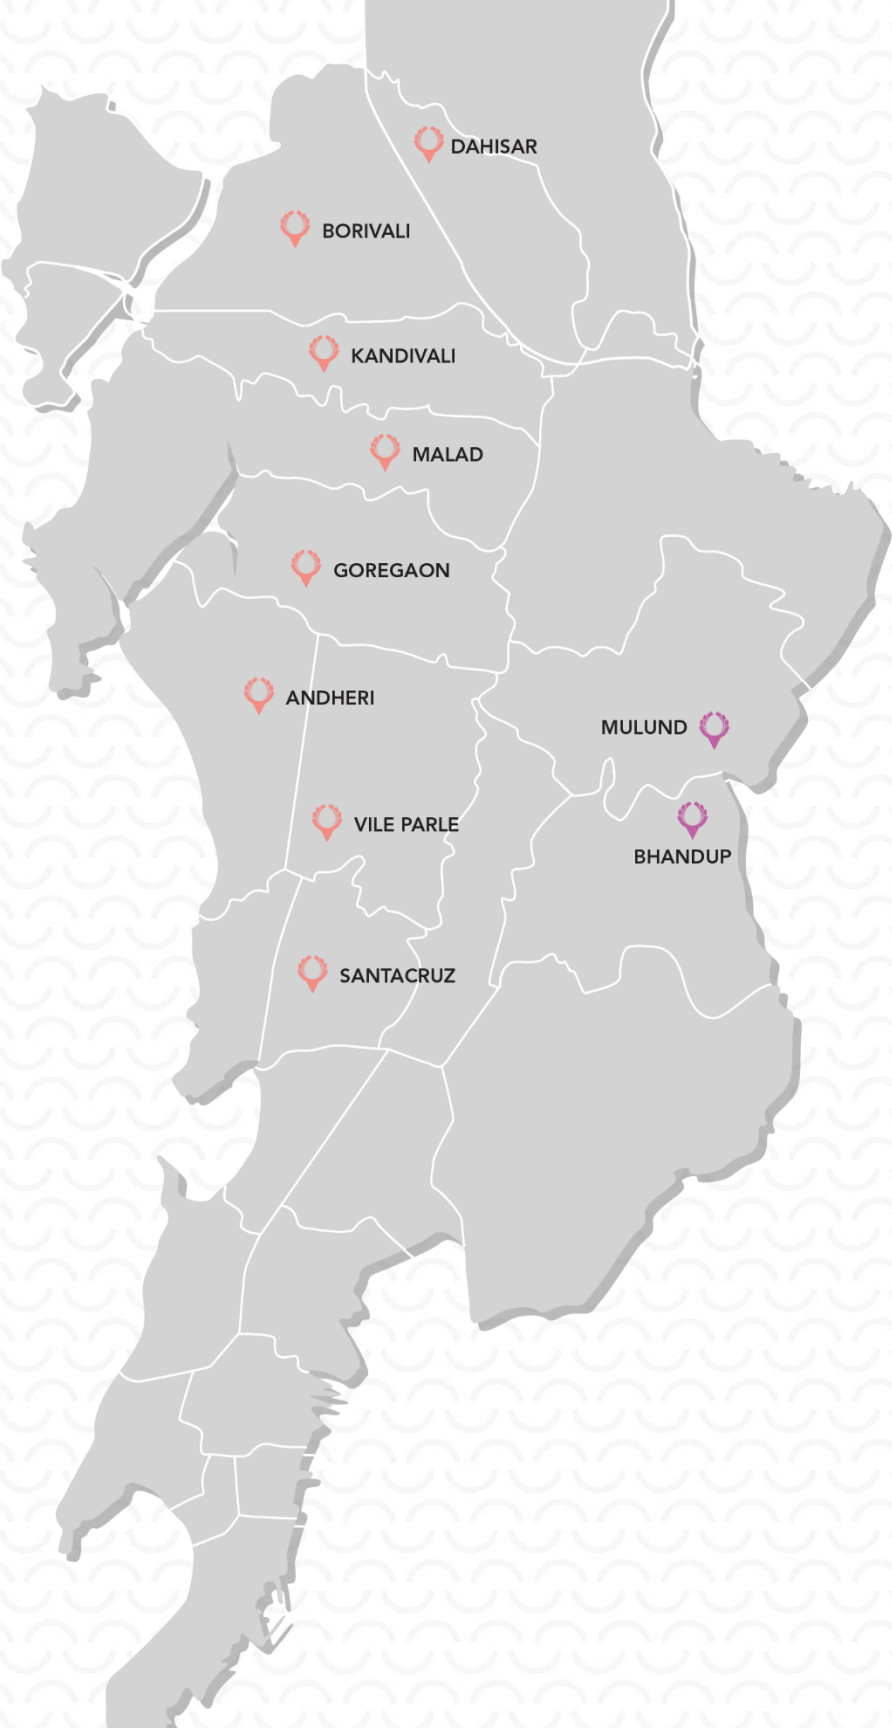 DAHISAR
BORIVALI
KANDIVALI
MALAD
GOREGAON
ANDHERI
MULUND
VILE PARLE
BHANDUP
SANTACRUZ